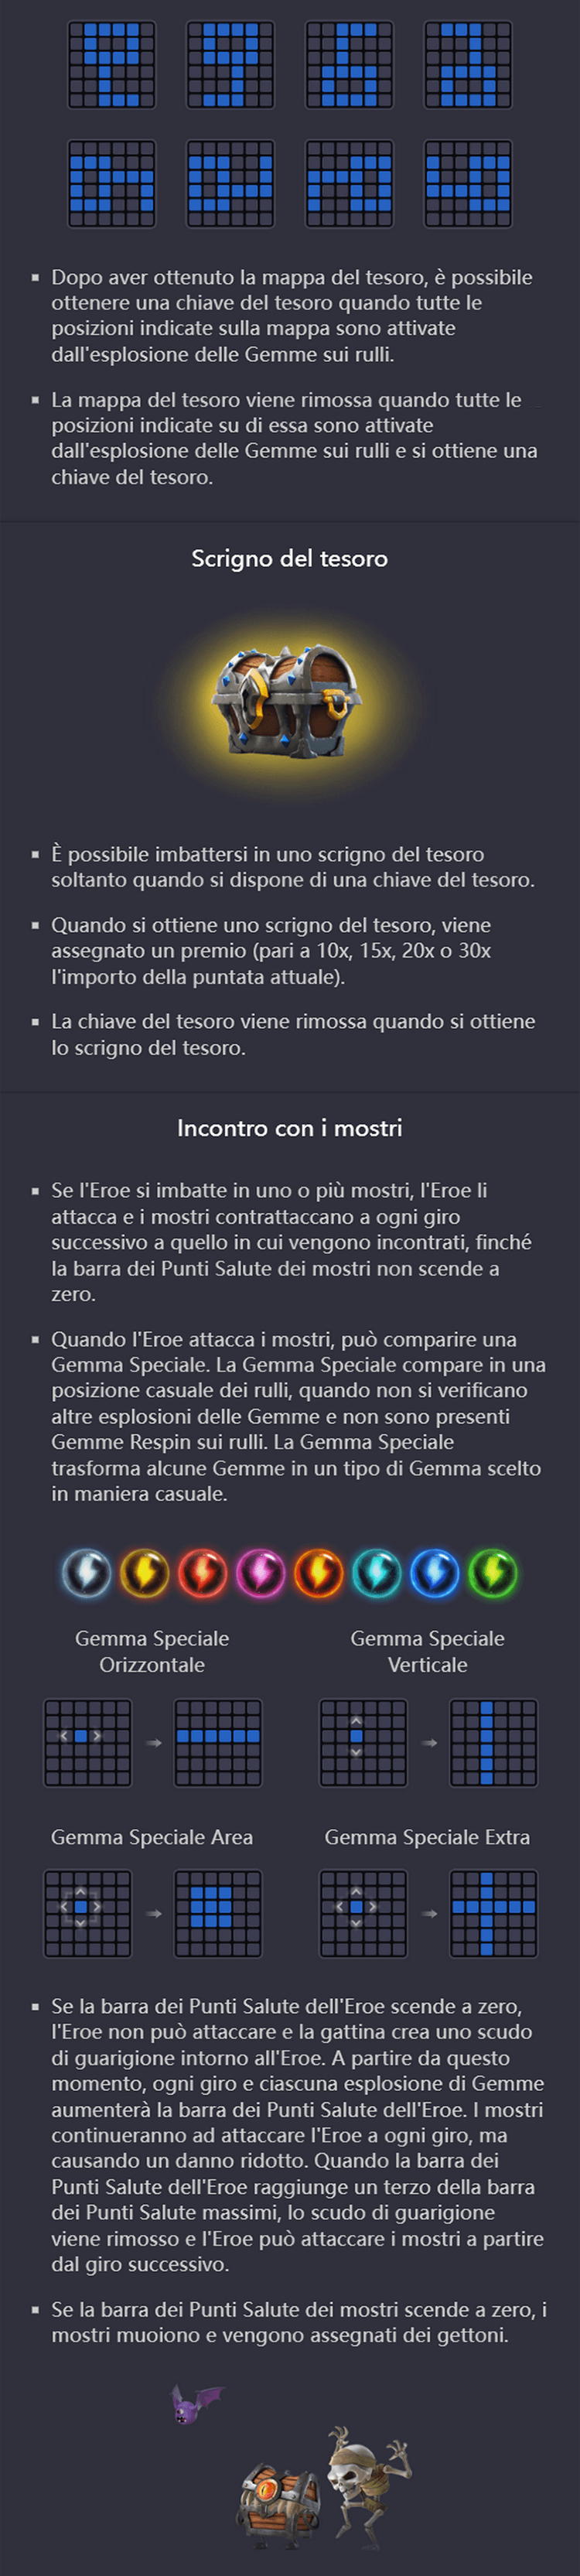 Dopo aver ottenuto la mappa del tesoro, è possibile
ottenere una chiave del tesoro quando tutte le
posizioni indicate sulla mappa sono attivate
dall'esplosione delle Gemme sui rulli.
La mappa del tesoro viene rimossa quando tutte le
posizioni indicate su di essa sono attivate
dall'esplosione delle Gemme sui rulli e si ottiene una
chiave del tesoro.
Scrigno del tesoro
È possibile imbattersi in uno scrigno del tesoro
soltanto quando si dispone di una chiave del tesoro.
Quando si ottiene uno scrigno del tesoro, viene
assegnato un premio (pari a 10x, 15x, 20x o 30x
l'importo della puntata attuale).
La chiave del tesoro viene rimossa quando si ottiene
lo scrigno del tesoro.
Incontro con i mostri
Se l'Eroe si imbatte in uno o più mostri, l'Eroe li
attacca e i mostri contrattaccano a ogni giro
successivo a quello in cui vengono incontrati, finché
la barra dei Punti Salute dei mostri non scende a
zero.
Quando l'Eroe attacca i mostri, può comparire una
Gemma Speciale. La Gemma Speciale compare in una
posizione casuale dei rulli, quando non si verificano
altre esplosioni delle Gemme e non sono presenti
Gemme Respin sui rulli. La Gemma Speciale
trasforma alcune Gemme in un tipo di Gemma scelto
in maniera casuale.
Gemma Speciale
Orizzontale
Gemma Speciale
Verticale
Gemma Speciale Area
Gemma Speciale Extra
Se la barra dei Punti Salute dell'Eroe scende a zero,
l'Eroe non può attaccare e la gattina crea uno scudo
di guarigione intorno all'Eroe. A partire da questo
momento, ogni giro e ciascuna esplosione di Gemme
aumenterà la barra dei Punti Salute dell'Eroe. I mostri
continueranno ad attaccare l'Eroe a ogni giro, ma
causando un danno ridotto. Quando la barra dei
Punti Salute dell'Eroe raggiunge un terzo della barra
dei Punti Salute massimi, lo scudo di guarigione
viene rimosso e l'Eroe può attaccare i mostri a partire
dal giro successivo.
Se la barra dei Punti Salute dei mostri scende a zero, i
mostri muoiono e vengono assegnati dei gettoni.